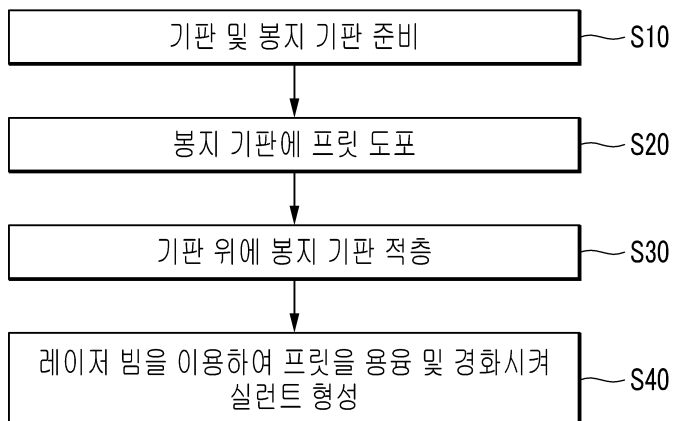 기판 및 봉지 기판 준비
S10
봉지 기판에 프릿 도포
S20
기판 위에 봉지 기판 적층
S30
레이저 빔을 이용하여 프릿을 용융 및 경화시켜
실런트 형성
S40